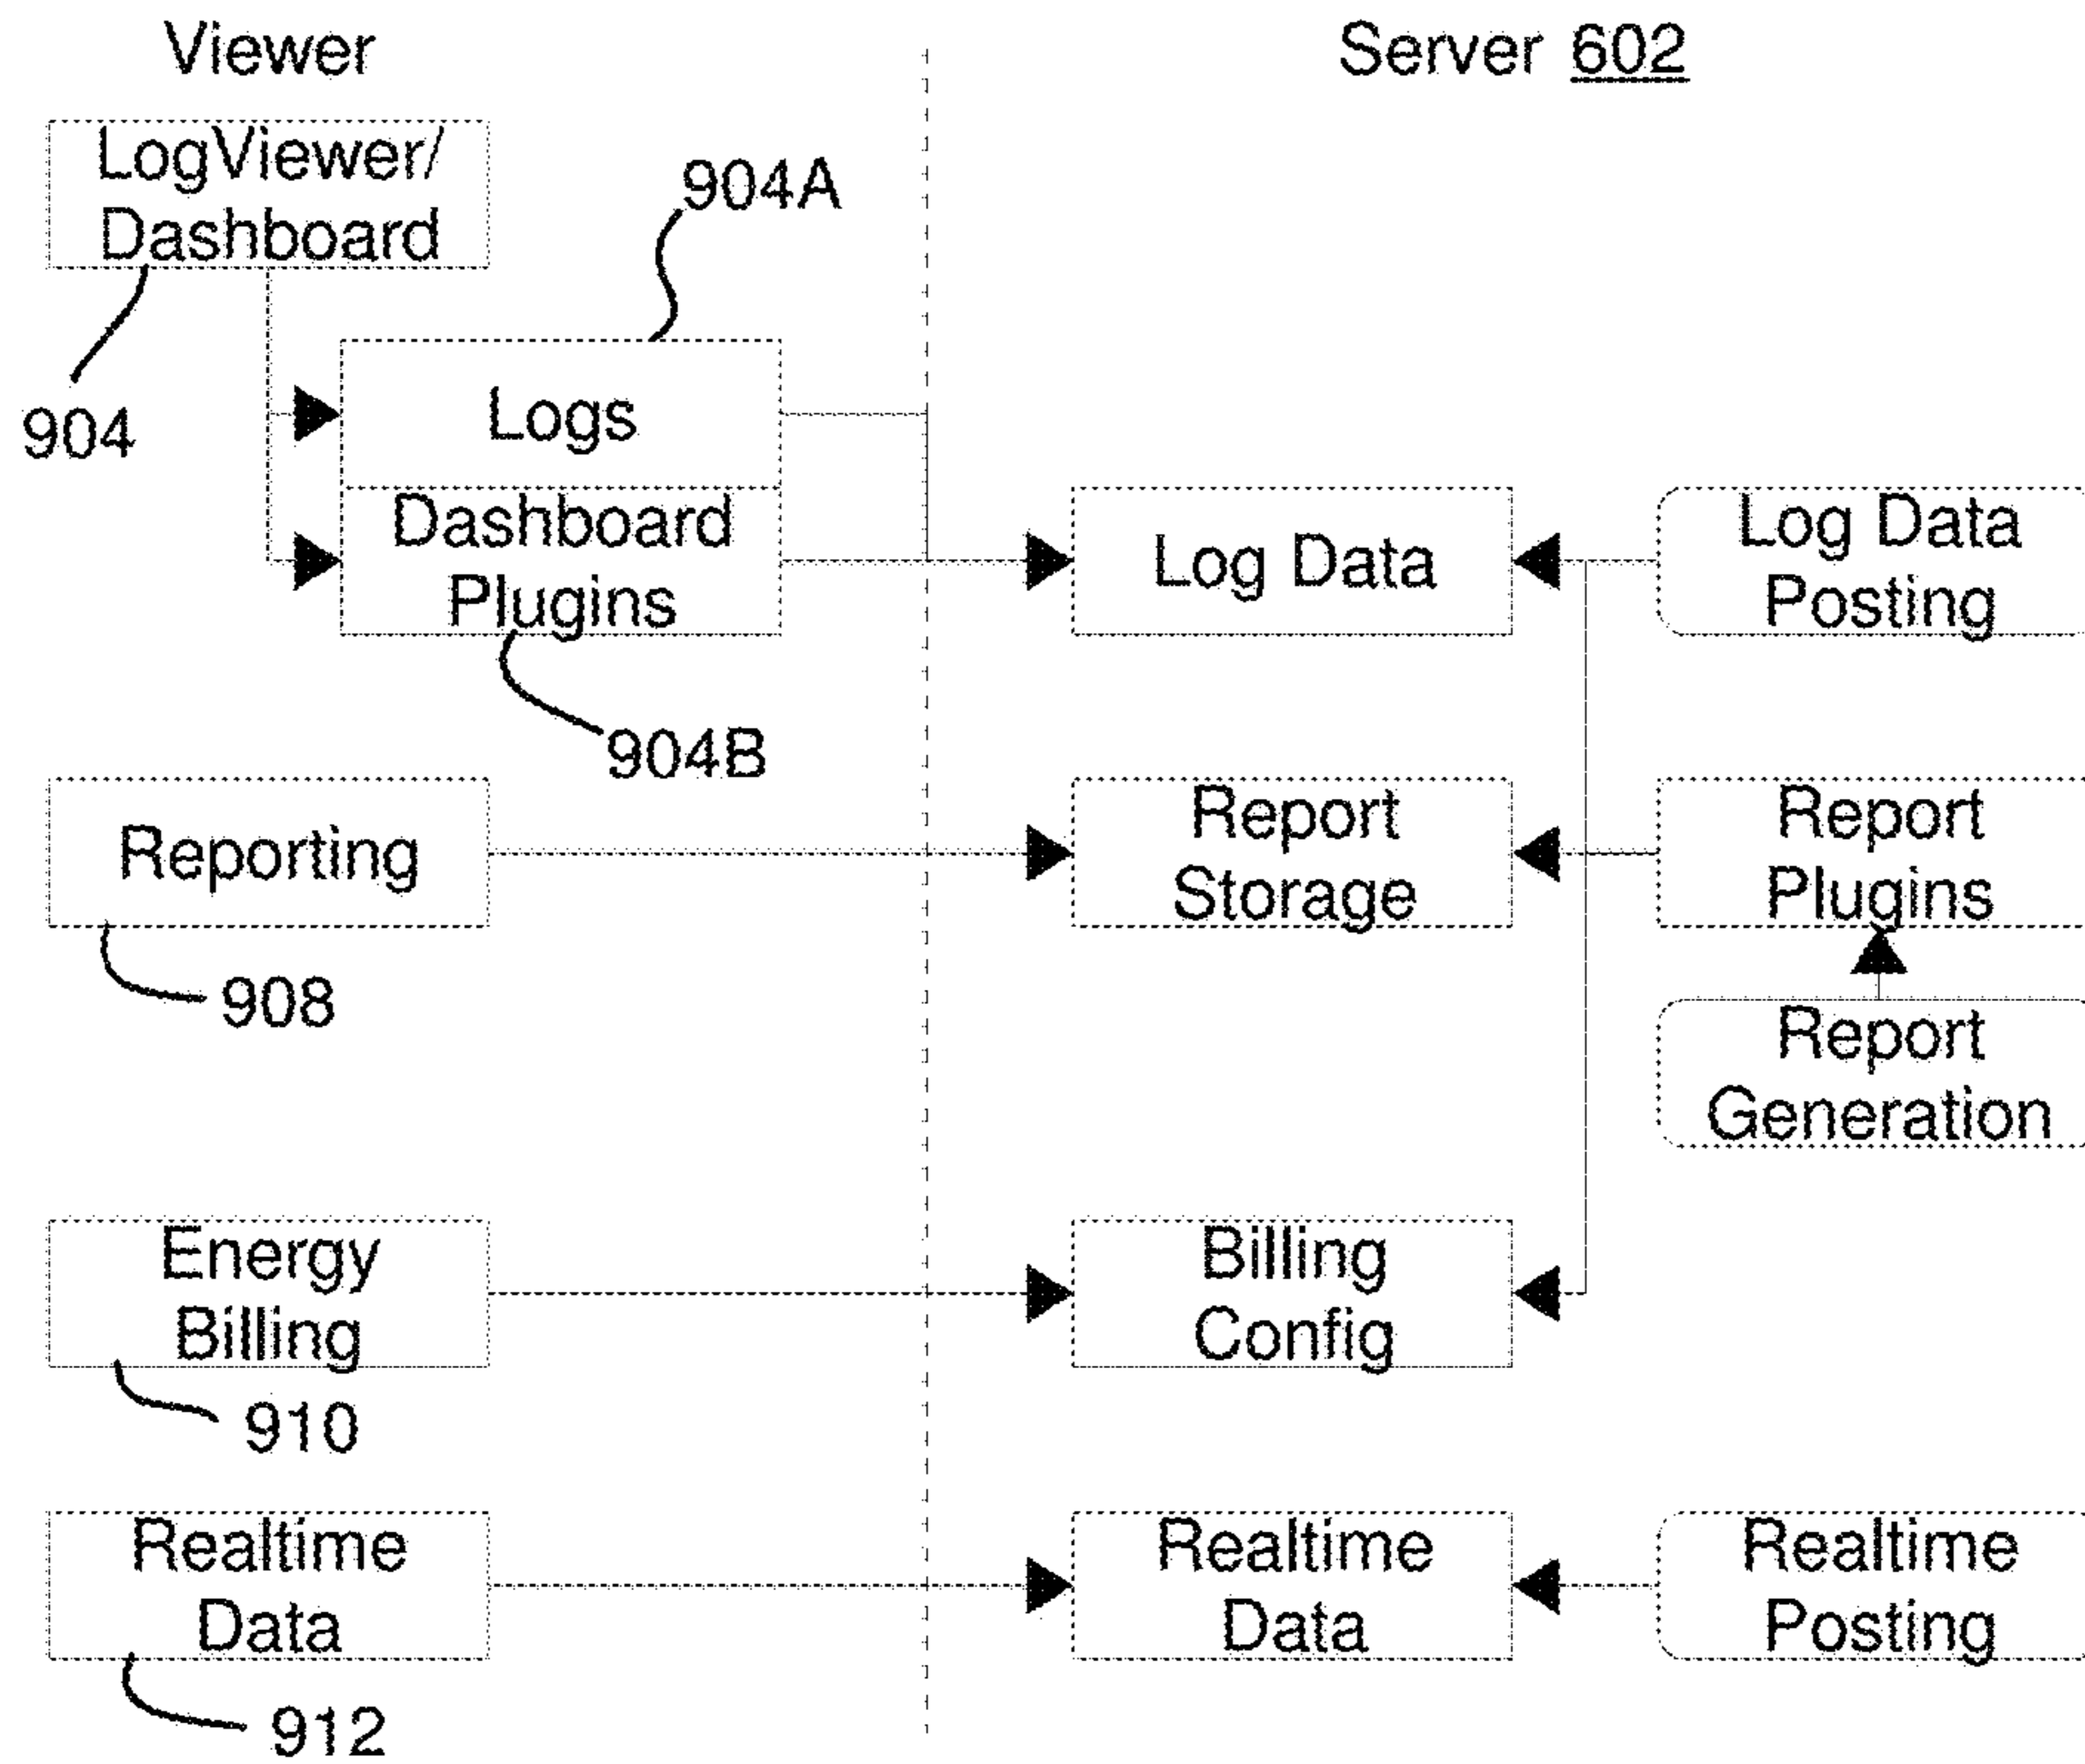 Viewer
Server 602
LogViewer/
Dashboard
904A
904
Logs
Dashboard
Plugins
Log Data
Log Data
Posting
904B
Reporting
Report
Storage
Report
Plugins
908
Report
Generation
Energy
Billing
Billing
Config
910
Realtime
Data
Realtime
Data
Realtime
Posting
912